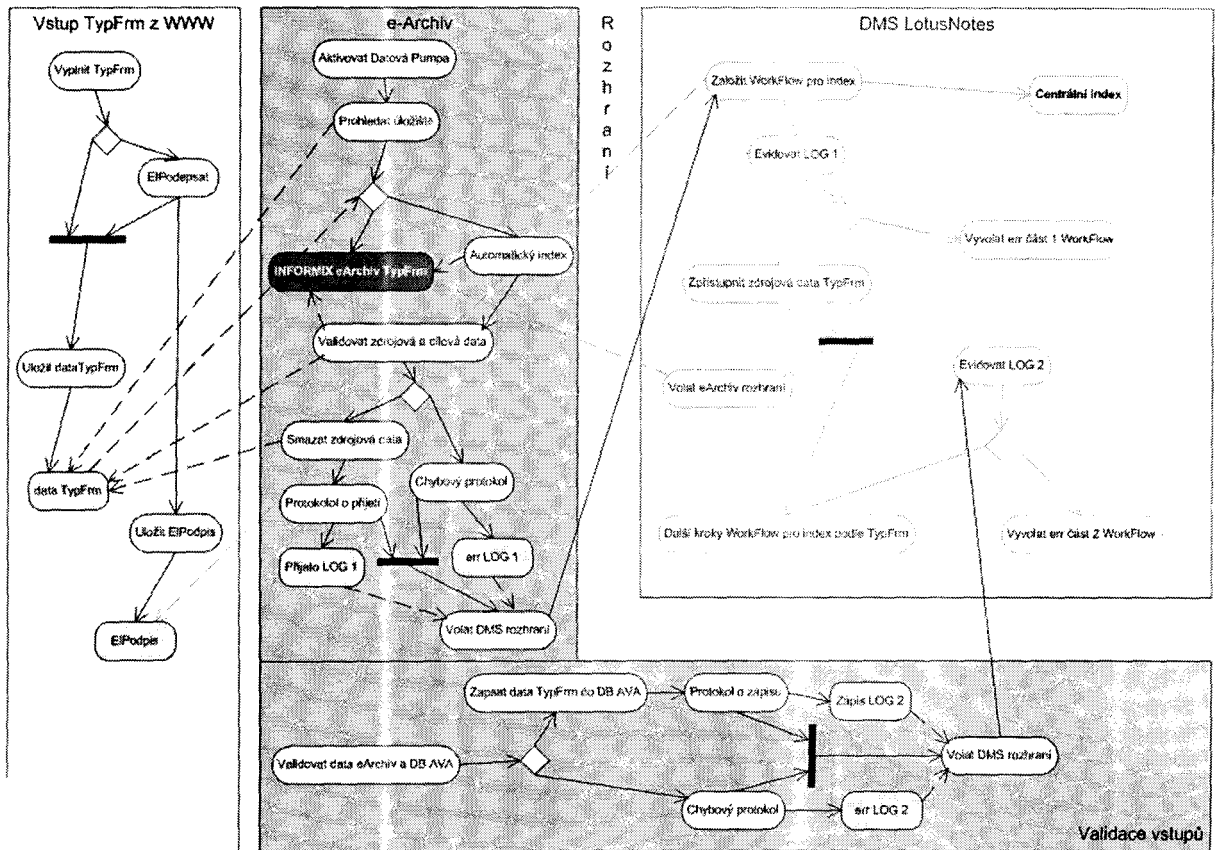 Vstup TypFrm z WWW
Vyplnit TypFrm
ElPodepsat
Uložit dataTypFrm
data TypFrm
Uložit ElPodpis
ElPodpis
e-Archiv
Aktivovat Datová Pumpa
Prohledat úložiště
INFORMIX eArchiv TypFrm
Automatický index
Validovat zdrojová a cílová data
Smazat zdrojová data
Chybový protokol
Protokolol o přijetí
Přijato LOG 1
err LOG 1
Volat DMS rozhraní
Rozhraní
DMS LotusNotes
Založit WorkFlow pro index
Centrální index
Evidovat LOG 1
Vyvolat err část 1 WorkFlow
Zpřístupnit zdrojová data TypFrm
Evidovat LOG 2
Volat eArchiv rozhraní
Další kroky WorkFlow pro index podle TypFrm
Vyvolat err část 2 WorkFlow
Zapsat data TypFrm do DB AVA
Protokol o zápisu
Zápis LOG 2
Validovat data eArchiv a DB AVA
Volat DMS rozhraní
Chybový protokol
err LOG 2
Validace vstupů